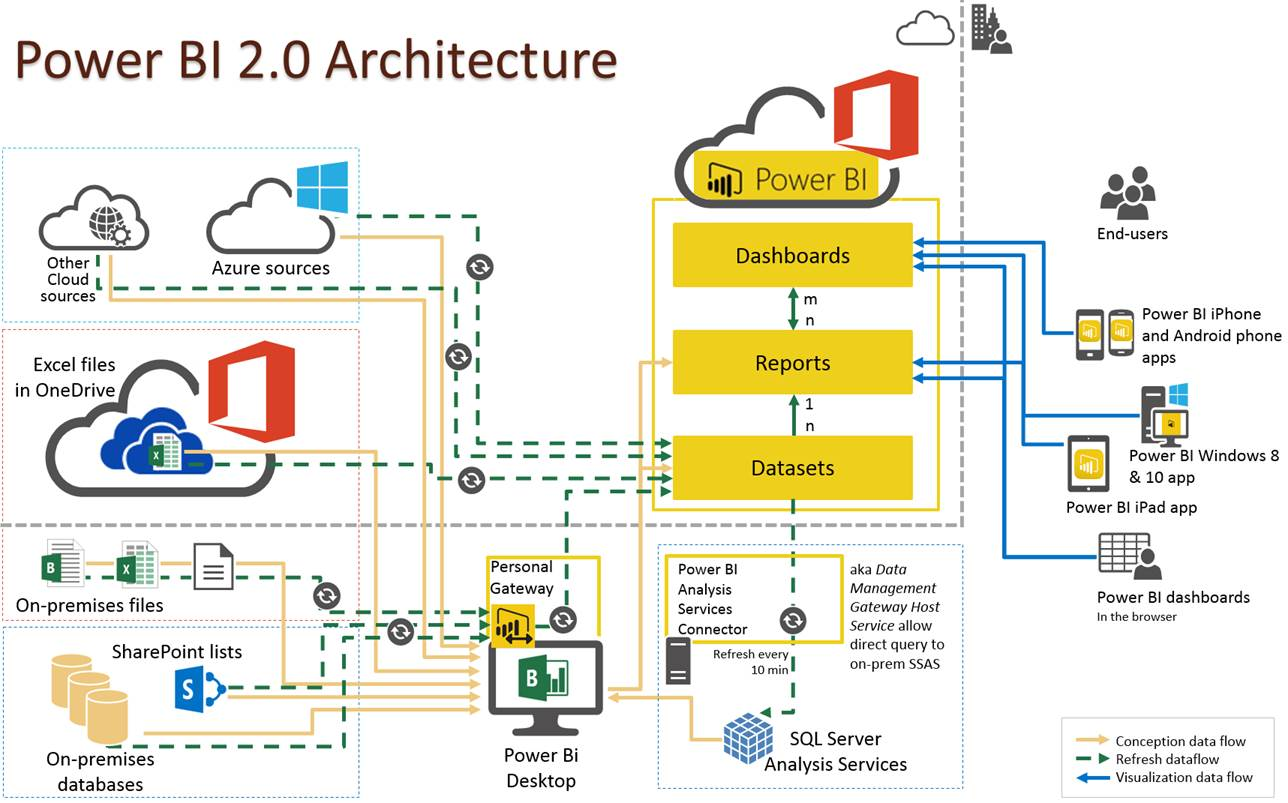 Power BI 2.0 Architecture
Power BI
Other
Cloud
sources
Azure sources
Dashboards
m
n
Reports
1
n
Datasets
End-users
Power BI iPhone
and Android phone
apps
Power BI Windows 8
& 10 app
Power BI iPad app
Power BI dashboards
In the browser
Excel files
in OneDrive
X
B
X
On-premises files
SharePoint lists
S
On-premises
databases
Personal
Gateway
B
Power Bi
Desktop
Power BI
Analysis
Services
Connector
aka Data
Management
Gateway Host
Service allow
direct query to
on-prem SSAS
Refresh every
10 min
SQL Server
Analysis Services
Conception data flow
Refresh dataflow
Visualization data flow